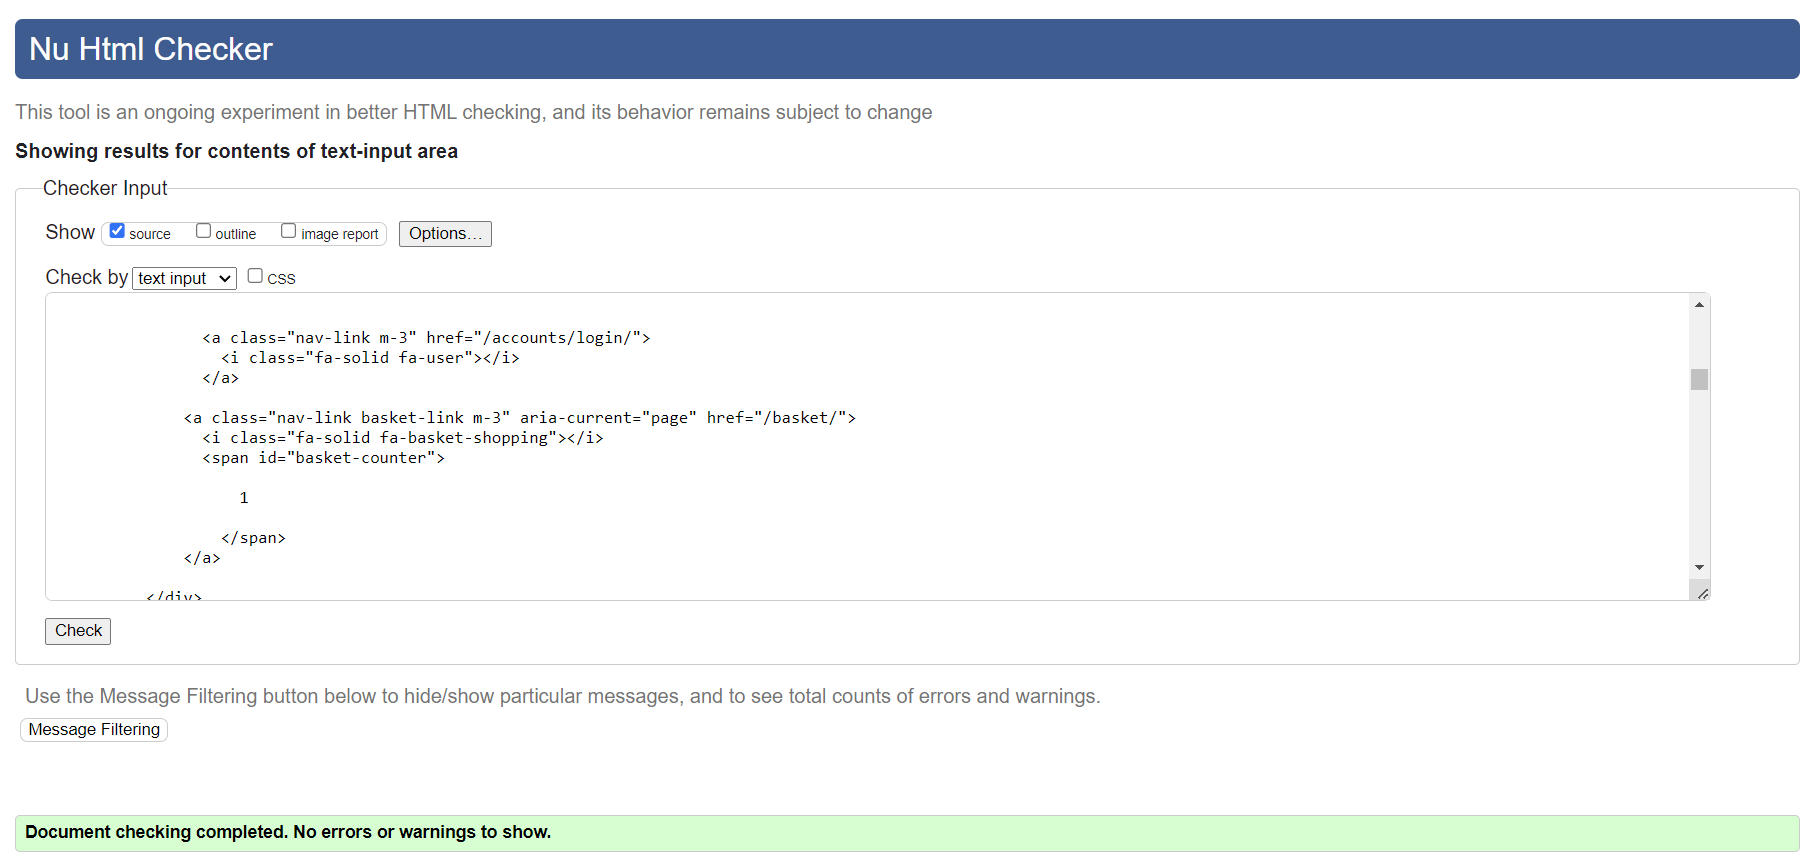 Nu Html Checker
This tool is an ongoing experiment in better HTML checking, and its behavior remains subject to change
Showing results for contents of text-input area
Checker Input
Show source outline image report Options...
Check by text input CSS
<a class="nav-link m-3" href="/accounts/login/">
<i class="fa-solid fa-user"></i>
</a>
<a class="nav-link basket-link m-3" aria-current="page" href="/basket/">
<i class="fa-solid fa-basket-shopping"></i>
<span id="basket-counter">
1
</span>
</a>
</div>
Check
Use the Message Filtering button below to hide/show particular messages, and to see total counts of errors and warnings.
Message Filtering
Document checking completed. No errors or warnings to show.